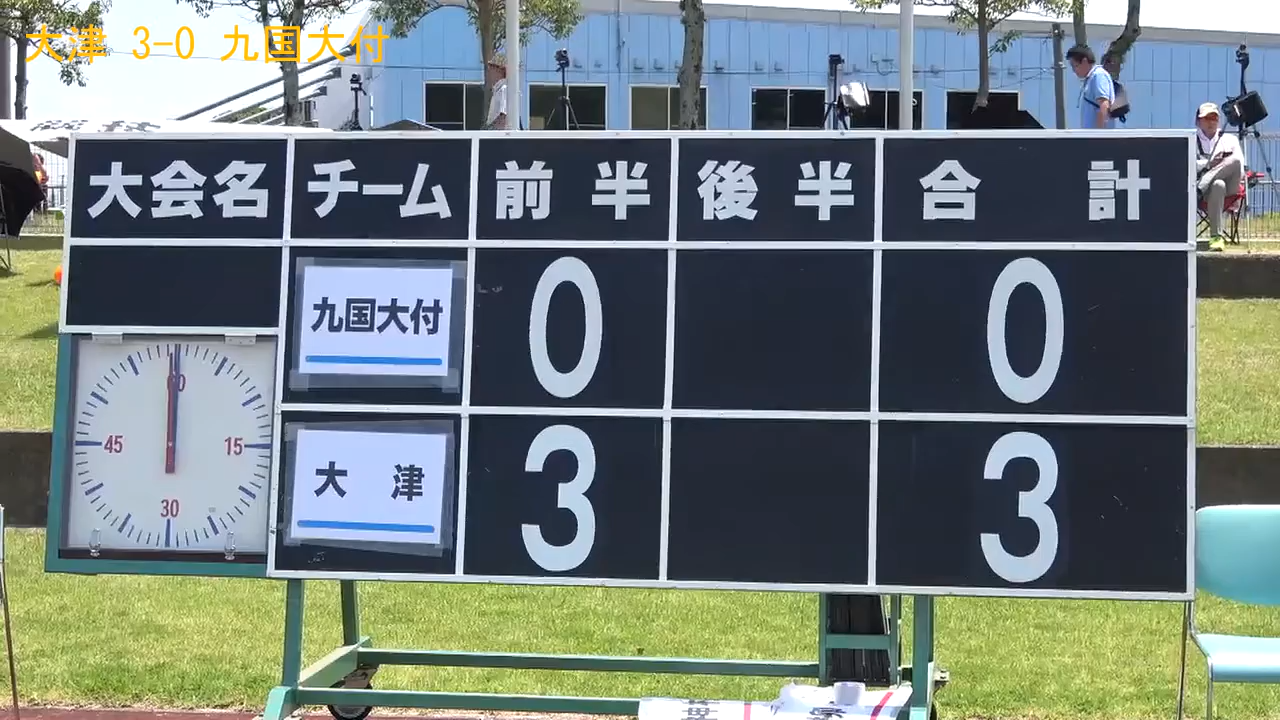 大津 3-0 九国大付
大会名 チーム 前半 後半 合計
九国大付 0 0
60
45 15
30
大津 3 3